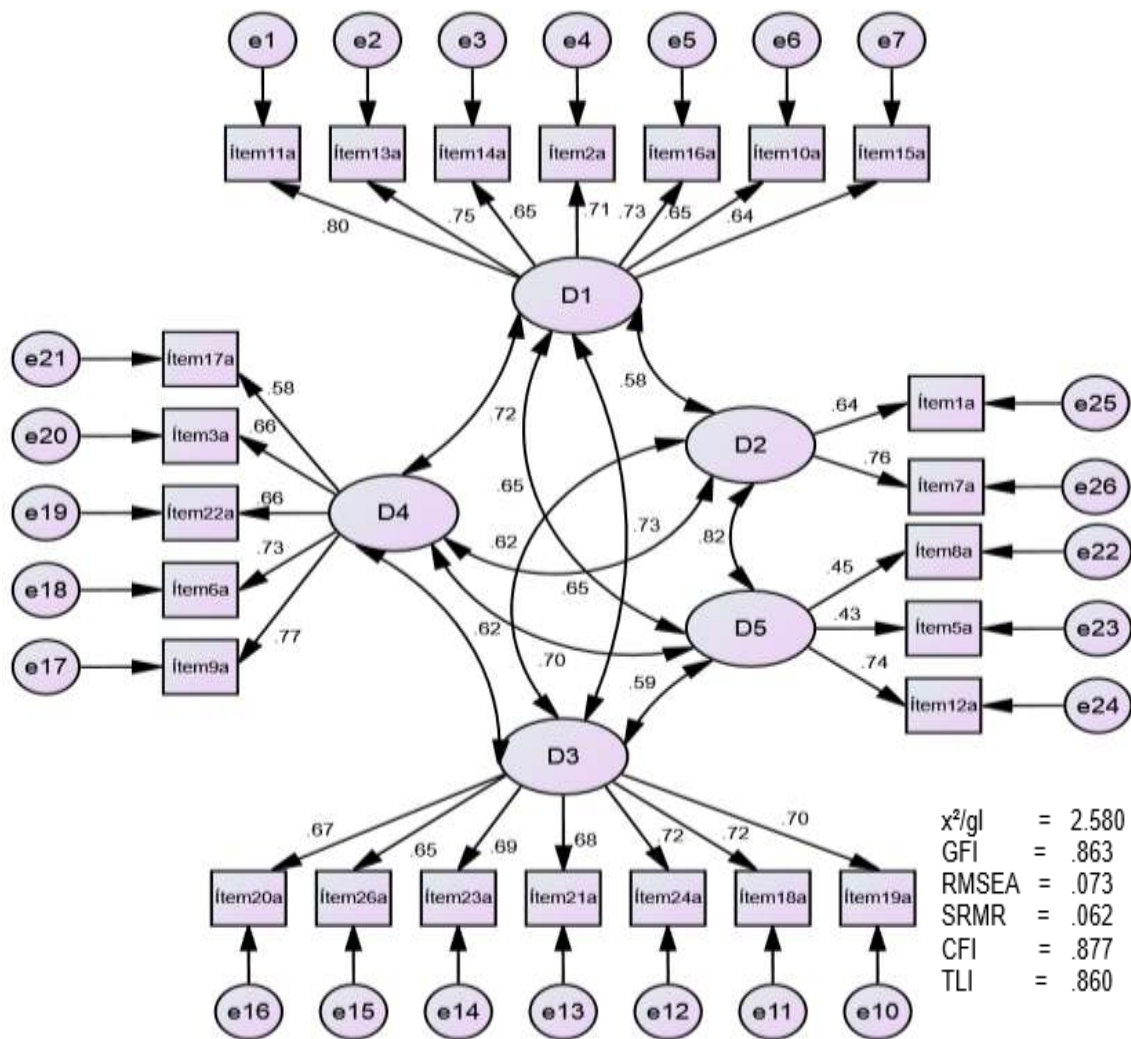 e1 e2 e3 e4 e5 e6 e7
Ítem11a Ítem13a Ítem14a Ítem2a Ítem16a Ítem10a Ítem15a
.80 .75 .65 .71 .73 .65 .64
D1
e21 Ítem17a .58
e20 Ítem3a .66
e19 Ítem22a .66
e18 Ítem6a .73
e17 Ítem9a .77
D4
.72
.58
.65
.62
.73
.82
.65
.62
.70
.59
D2
.64 Ítem1a e25
.76 Ítem7a e26
D5
.45 Ítem8a e22
.43 Ítem5a e23
.74 Ítem12a e24
D3
.67 .65 .69 .68 .72 .72 .70
Ítem20a Ítem26a Ítem23a Ítem21a Ítem24a Ítem18a Ítem19a
e16 e15 e14 e13 e12 e11 e10
x²/gl = 2.580
GFI = .863
RMSEA = .073
SRMR = .062
CFI = .877
TLI = .860